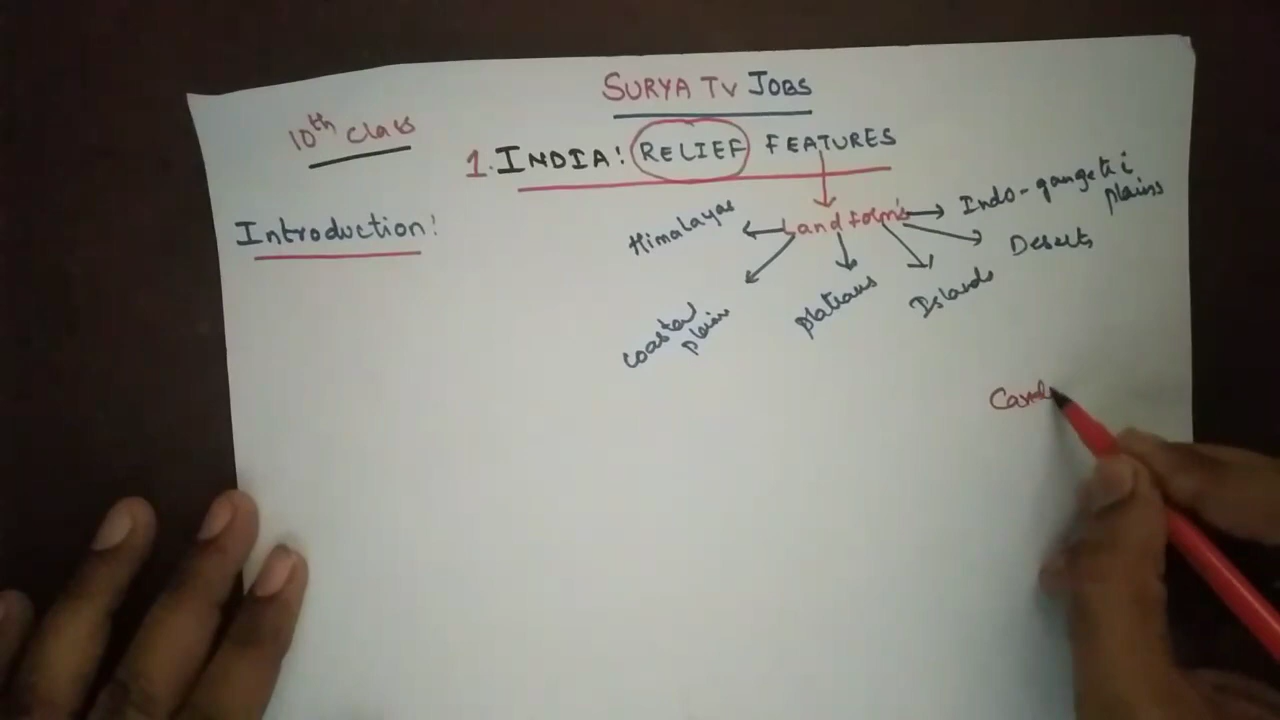 SURYA TV JOBS
10th class
1. INDIA: RELIEF FEATURES
Introduction:
Landforms
Himalayas
Indo-gangeti
plains
Deserts
Islands
plateaus
coastal
plains